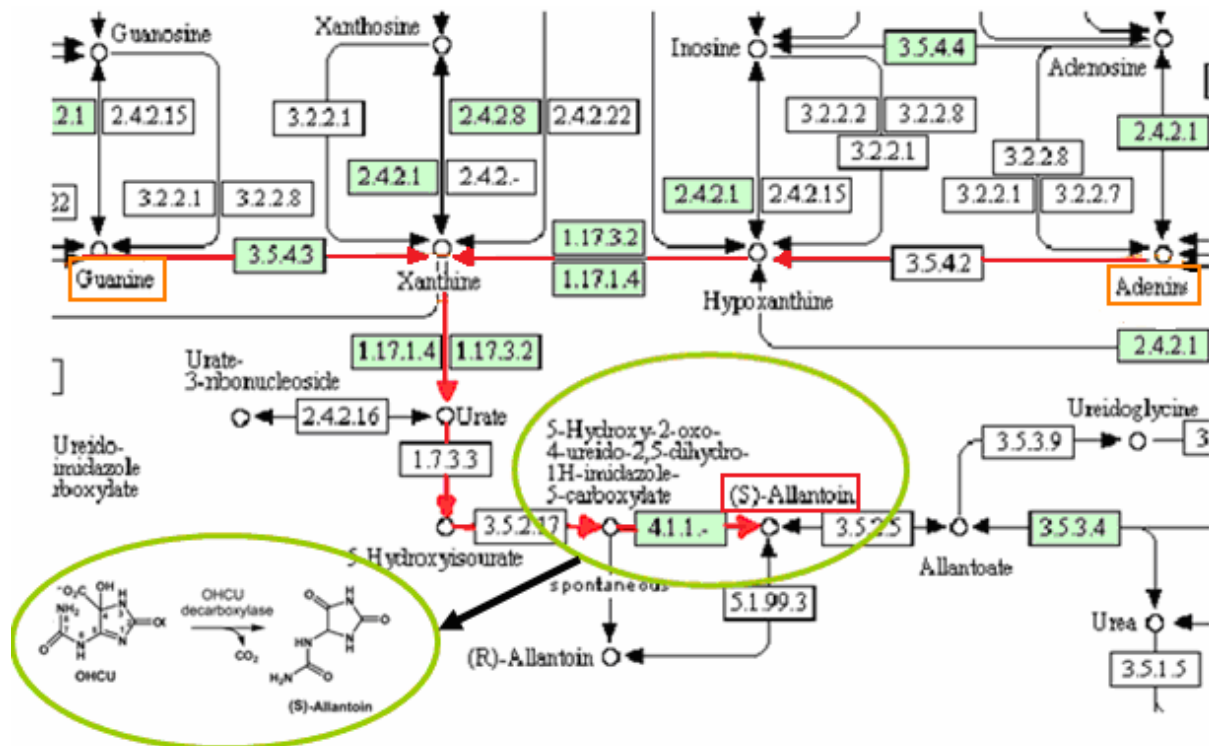 Guanosine
Xanthosine
Inosine
3.5.4.4
Adenosine
2.1
2.4.2.15
3.2.2.1
2.4.2.8
2.4.2.22
3.2.2.2
3.2.2.8
2.4.2.1
3.2.2.1
2.4.2.1
2.4.2.-
2.4.2.1
2.4.2.15
3.2.2.8
22
3.2.2.1
3.2.2.8
3.2.2.1
3.2.2.7
1.17.3.2
3.5.4.3
3.5.4.2
Guanine
Xanthine
1.17.1.4
Hypoxanthine
Adenine
1.17.1.4
1.17.3.2
2.4.2.1
Urate-
3-ribonucleoside
2.4.2.16
Urate
Ureidoglycine
5-Hydroxy-2-oxo-
4-ureido-2,5-dihydro-
1H-imidazole-
5-carboxylate
3.5.3.9
3
Ureido-
imidazole
rboxylate
1.7.3.3
(S)-Allantoin
3.5.2.17
4.1.1.-
3.5.2.5
3.5.3.4
5-Hydroxyisourate
Allantoate
spontaneous
5.1.99.3
Urea
(R)-Allantoin
3.5.1.5
⁻O₂C
OH
H
N
NH₂
O
N
N
H
OHCU
OHCU
decarboxylase
CO₂
O
H
N
O
NH
HN
H₂N
O
(S)-Allantoin